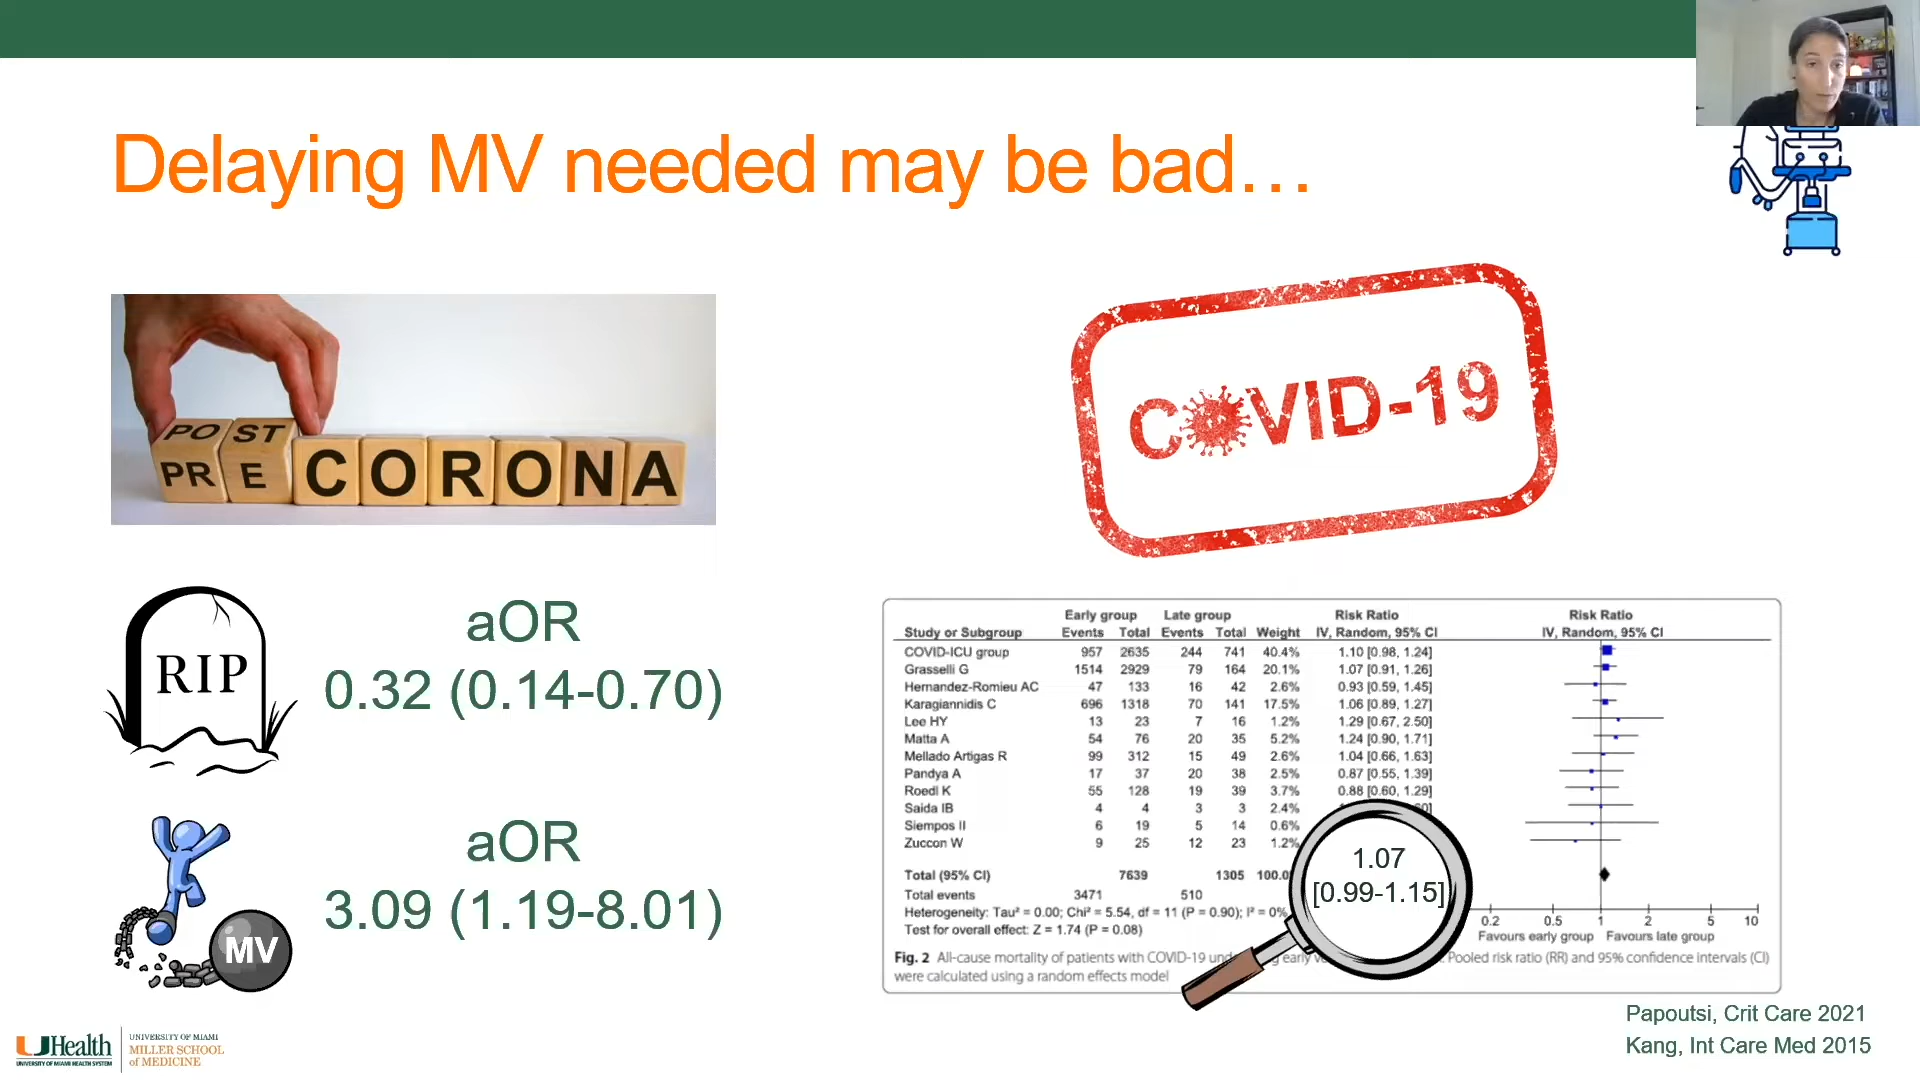 Delaying MV needed may be bad…
PO ST
PR E C O R O N A
COVID-19
RIP
aOR
0.32 (0.14-0.70)
MV
aOR
3.09 (1.19-8.01)
Early group Late group Risk Ratio Risk Ratio
Study or Subgroup Events Total Events Total Weight IV, Random, 95% CI IV, Random, 95% CI
COVID-ICU group 957 2635 244 741 40.4% 1.10 [0.98, 1.24]
Grasselli G 1514 2929 79 164 20.1% 1.07 [0.91, 1.26]
Hernandez-Romieu AC 47 133 16 42 2.6% 0.93 [0.59, 1.45]
Karagiannidis C 696 1318 70 141 17.5% 1.06 [0.89, 1.27]
Lee HY 13 23 7 16 1.2% 1.29 [0.67, 2.50]
Matta A 54 76 20 35 5.2% 1.24 [0.90, 1.71]
Mellado Artigas R 99 312 15 49 2.6% 1.04 [0.66, 1.63]
Pandya A 17 37 20 38 2.5% 0.87 [0.55, 1.39]
Roedl K 55 128 19 39 3.7% 0.88 [0.60, 1.29]
Saida IB 4 4 3 3 2.4%
Siempos II 6 19 5 14 0.6%
Zuccon W 9 25 12 23 1.2%
1.07
[0.99-1.15]
Total (95% CI) 7639 1305
Total events 3471 510
Heterogeneity: Tau² = 0.00; Chi² = 5.54, df = 11 (P = 0.90); I² = 0%
Test for overall effect: Z = 1.74 (P = 0.08)
0.2 0.5 1 2 5 10
Favours early group Favours late group
Fig. 2 All-cause mortality of patients with COVID-19 early Pooled risk ratio (RR) and 95% confidence intervals (CI)
were calculated using a random effects model
Papoutsi, Crit Care 2021
Kang, Int Care Med 2015
UHealth
UNIVERSITY OF MIAMI HEALTH SYSTEM
UNIVERSITY OF MIAMI
MILLER SCHOOL
of MEDICINE